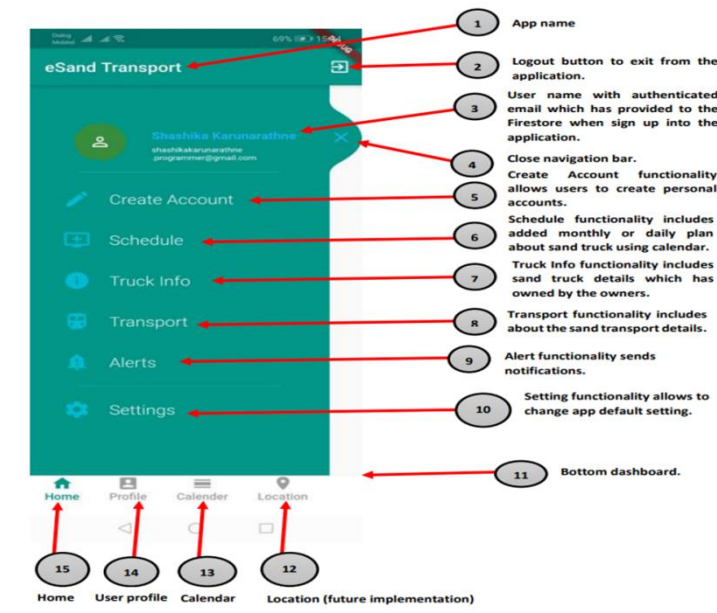 Dialog
Mobitel
69% 15:
eSand Transport
Shashika Karunarathne
shashikakarunarathne
.programmer@gmail.com
Create Account
Schedule
Truck Info
Transport
Alerts
Settings
Home Profile Calender Location
1 App name
2 Logout button to exit from the
application.
3 User name with authenticated
email which has provided to the
Firestore when sign up into the
application.
4 Close navigation bar.
5 Create Account functionality
allows users to create personal
accounts.
6 Schedule functionality includes
added monthly or daily plan
about sand truck using calendar.
7 Truck Info functionality includes
sand truck details which has
owned by the owners.
8 Transport functionality includes
about the sand transport details.
9 Alert functionality sends
notifications.
10 Setting functionality allows to
change app default setting.
11 Bottom dashboard.
15 14 13 12
Home User profile Calendar Location (future implementation)